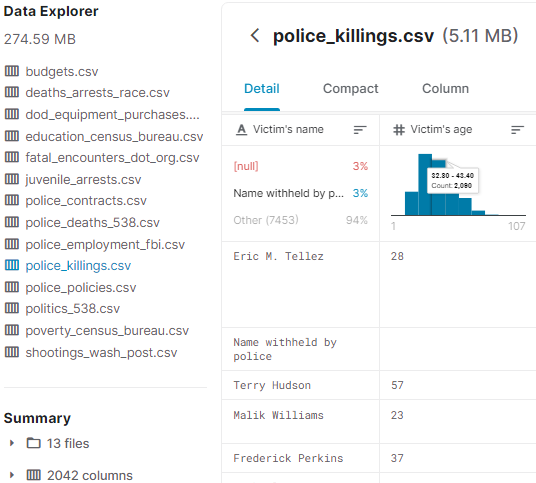 Data Explorer
274.59 MB
budgets.csv
deaths_arrests_race.csv
dod_equipment_purchases....
education_census_bureau.csv
fatal_encounters_dot_org.csv
juvenile_arrests.csv
police_contracts.csv
police_deaths_538.csv
police_employment_fbi.csv
police_killings.csv
police_policies.csv
politics_538.csv
poverty_census_bureau.csv
shootings_wash_post.csv
Summary
13 files
2042 columns
police_killings.csv (5.11 MB)
Detail Compact Column
A Victim's name # Victim's age
[null] 3%
Name withheld by p... 3%
Other (7453) 94%
32.80 - 43.40
Count: 2,090
1 107
Eric M. Tellez 28
Name withheld by
police
Terry Hudson 57
Malik Williams 23
Frederick Perkins 37